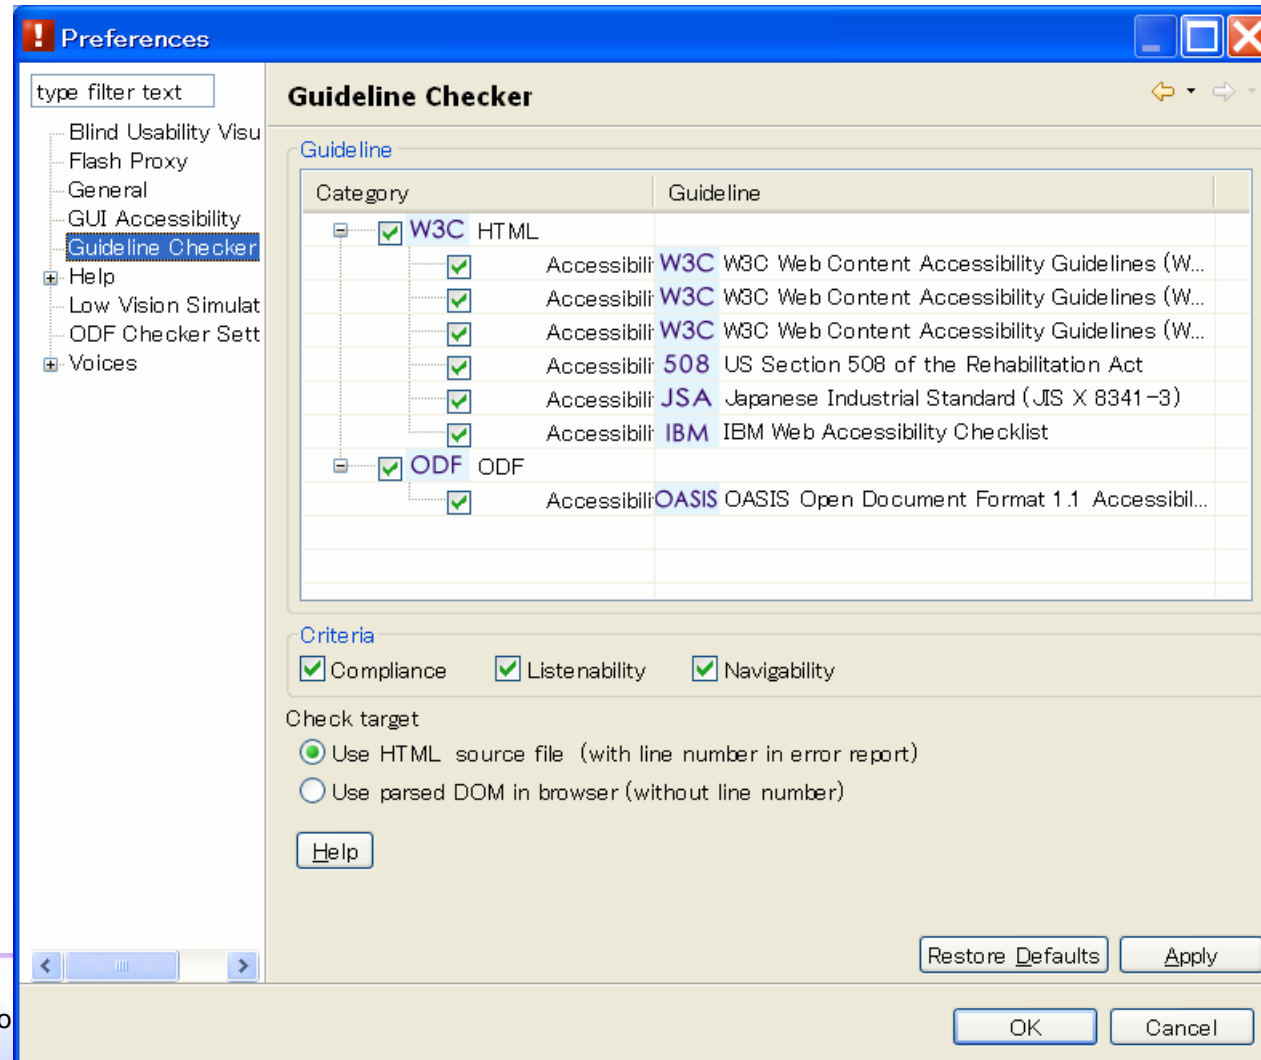 Preferences
type filter text
Blind Usability Visu
Flash Proxy
General
GUI Accessibility
Guideline Checker
Help
Low Vision Simulat
ODF Checker Sett
Voices
Guideline Checker
Guideline
Category Guideline
W3C HTML
Accessibili W3C W3C Web Content Accessibility Guidelines (W...
Accessibili W3C W3C Web Content Accessibility Guidelines (W...
Accessibili W3C W3C Web Content Accessibility Guidelines (W...
Accessibili 508 US Section 508 of the Rehabilitation Act
Accessibili JSA Japanese Industrial Standard (JIS X 8341-3)
Accessibili IBM IBM Web Accessibility Checklist
ODF ODF
Accessibili OASIS OASIS Open Document Format 1.1 Accessibil...
Criteria
Compliance Listenability Navigability
Check target
Use HTML source file (with line number in error report)
Use parsed DOM in browser (without line number)
Help
Restore Defaults Apply
OK Cancel
o